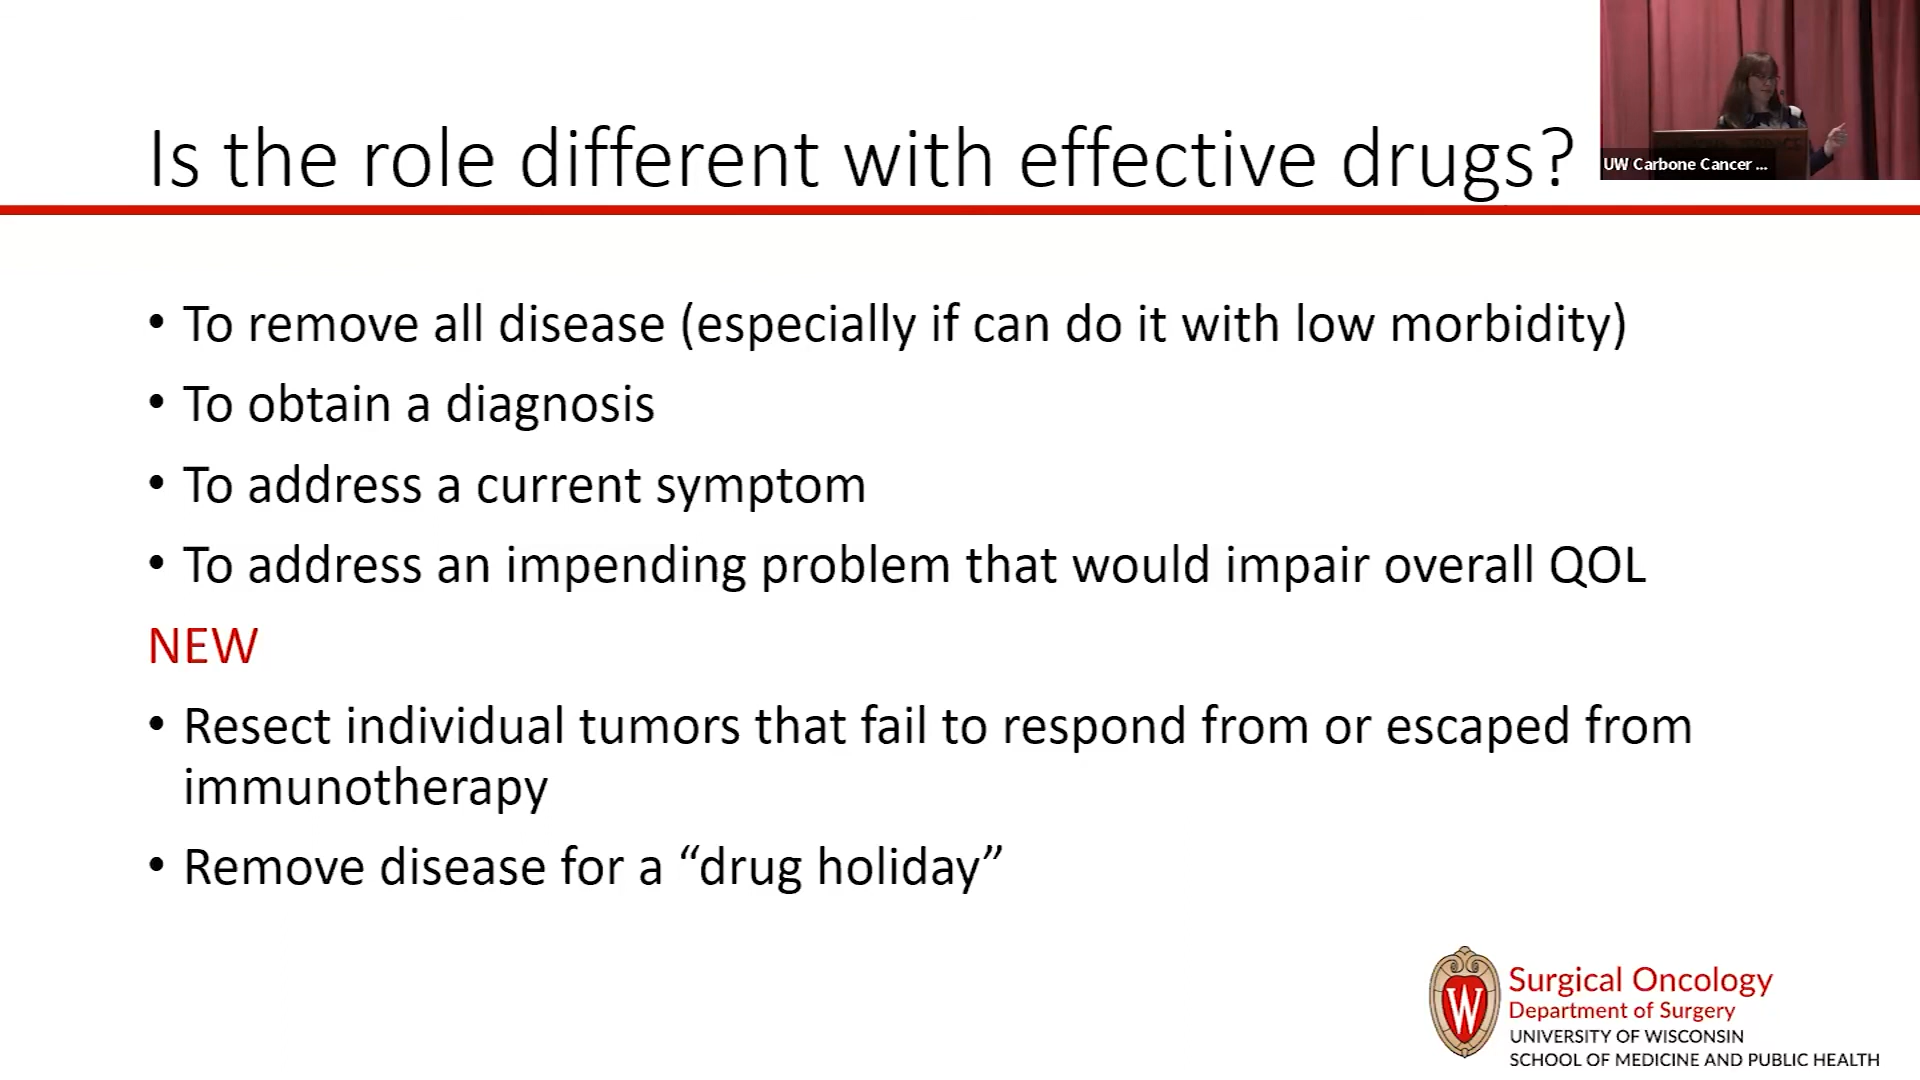 Is the role different with effective drugs?
UW Carbone Cancer ...
• To remove all disease (especially if can do it with low morbidity)
• To obtain a diagnosis
• To address a current symptom
• To address an impending problem that would impair overall QOL
NEW
• Resect individual tumors that fail to respond from or escaped from
immunotherapy
• Remove disease for a “drug holiday”
W
Surgical Oncology
Department of Surgery
UNIVERSITY OF WISCONSIN
SCHOOL OF MEDICINE AND PUBLIC HEALTH